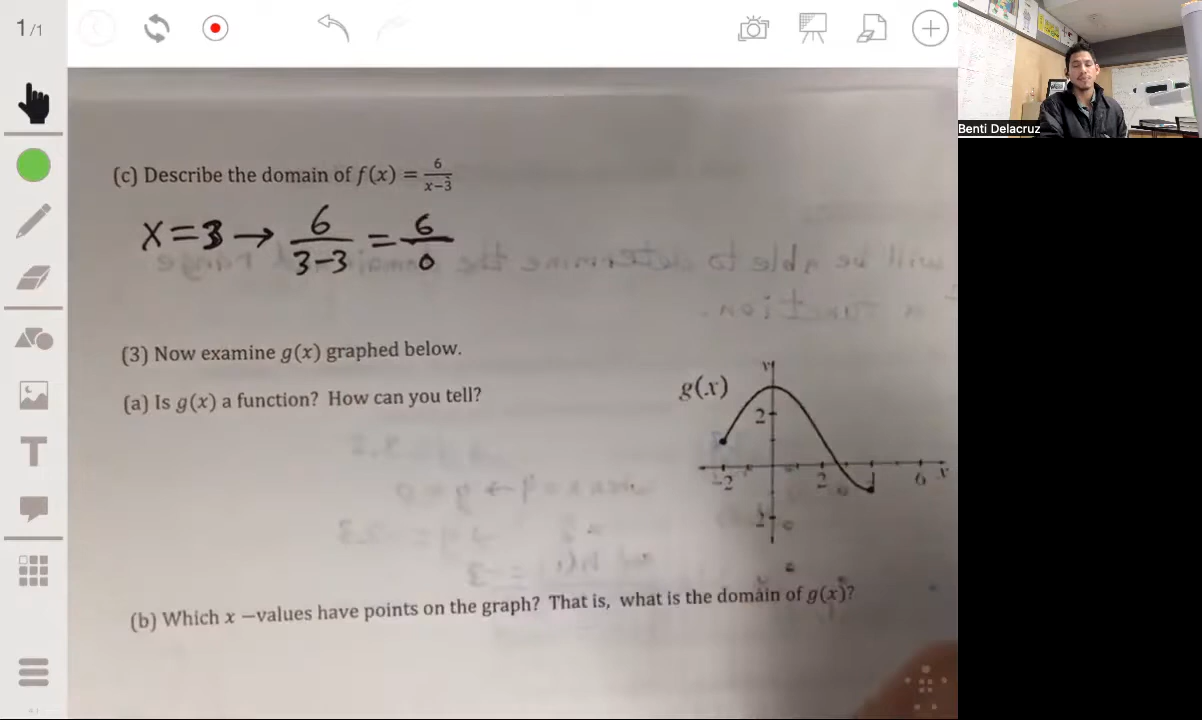 1/1
Benti Delacruz
(c) Describe the domain of f(x) = 6/(x−3)
x=3 → 6/(3−3) = 6/0
(3) Now examine g(x) graphed below.
(a) Is g(x) a function? How can you tell?
g(x)
y
2
-2
2
6
x
2
(b) Which x −values have points on the graph? That is, what is the domain of g(x)?
T